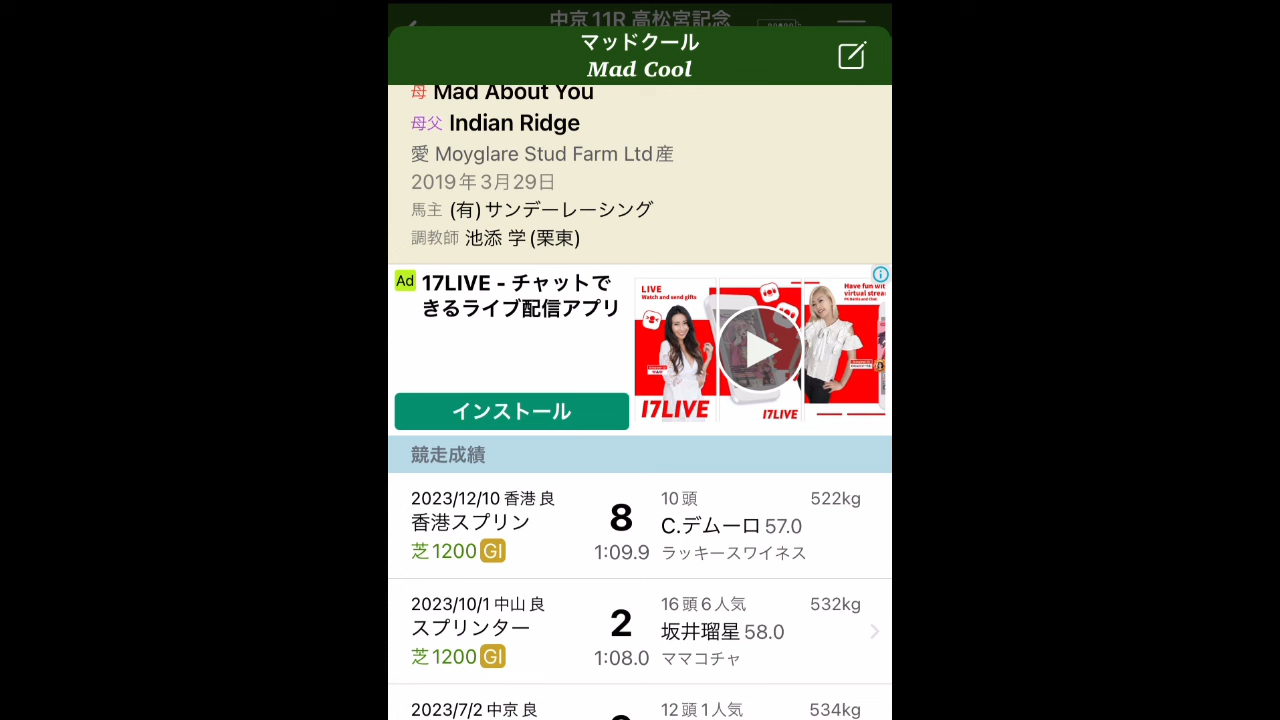 中京11R 高松宮記念
マッドクール
Mad Cool
母 Mad About You
母父 Indian Ridge
愛 Moyglare Stud Farm Ltd産
2019年3月29日
馬主 (有)サンデーレーシング
調教師 池添 学(栗東)
Ad 17LIVE - チャットで
きるライブ配信アプリ
インストール
LIVE
Watch and send gifts
17LIVE
17LIVE
Have fun wit
virtual strea
競走成績
2023/12/10 香港 良
香港スプリン
芝1200 GI
8
1:09.9
10頭 522kg
C.デムーロ 57.0
ラッキースワイネス
2023/10/1 中山 良
スプリンター
芝1200 GI
2
1:08.0
16頭6人気 532kg
坂井瑠星 58.0
ママコチャ
2023/7/2 中京 良
12頭1人気 534kg